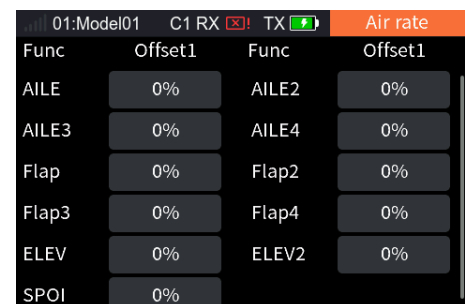 01:Model01 C1 RX ! TX Air rate
Func Offset1 Func Offset1
AILE 0% AILE2 0%
AILE3 0% AILE4 0%
Flap 0% Flap2 0%
Flap3 0% Flap4 0%
ELEV 0% ELEV2 0%
SPOI 0%